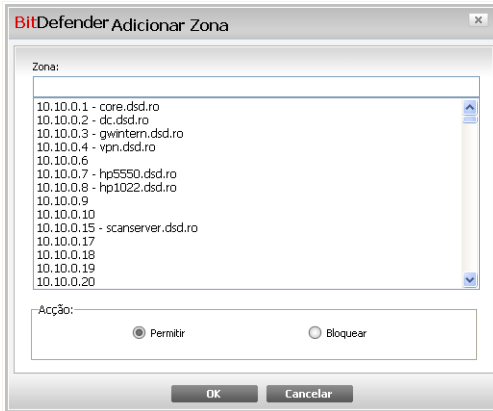 BitDefender Adicionar Zona
Zona:
10.10.0.1 - core.dsd.ro
10.10.0.2 - dc.dsd.ro
10.10.0.3 - gwintern.dsd.ro
10.10.0.4 - vpn.dsd.ro
10.10.0.6
10.10.0.7 - hp5550.dsd.ro
10.10.0.8 - hp1022.dsd.ro
10.10.0.9
10.10.0.10
10.10.0.15 - scanserver.dsd.ro
10.10.0.17
10.10.0.18
10.10.0.19
10.10.0.20
Acção:
Permitir Bloquear
OK Cancelar